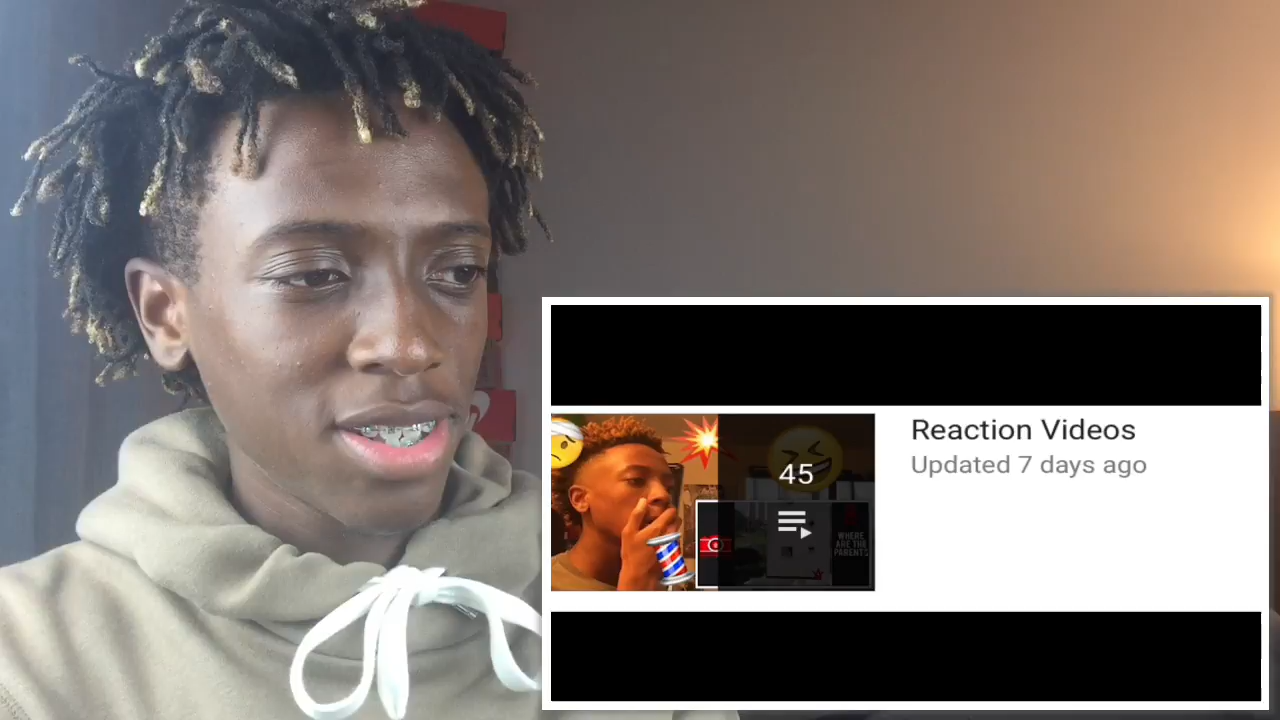 Reaction Videos
Updated 7 days ago
45
WHERE
ARE THE
PARENTS